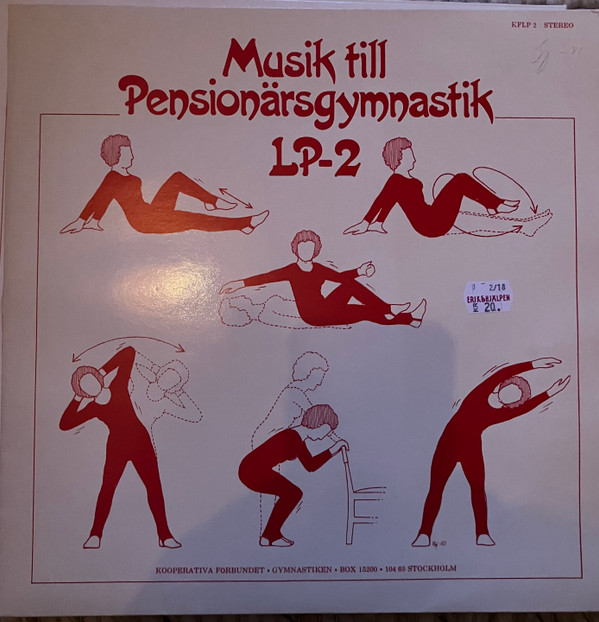 KFLP 2 STEREO
Musik till
Pensionärsgymnastik
LP-2
2/18
ERIKSHJÄLPEN
KR 20.
KOOPERATIVA FÖRBUNDET • GYMNASTIKEN • BOX 15200 • 104 65 STOCKHOLM